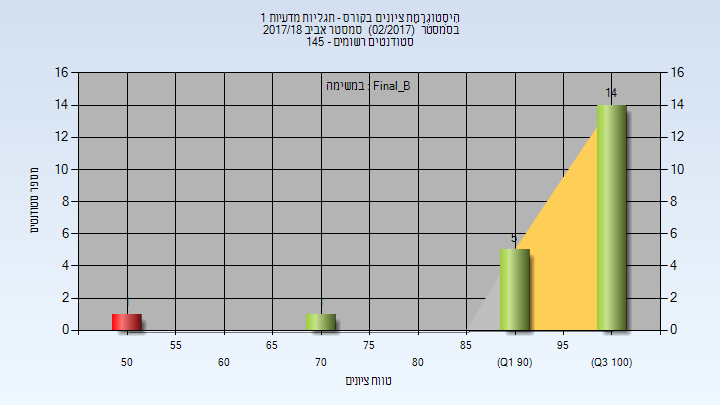 היסטוגרמת ציונים בקורס - תגליות מדעיות 1
בסמסטר (02/2017) סמסטר אביב 2017/18
סטודנטים רשומים - 145
במשימה : Final_B
16 16
14 14
12 12
10 10
8 8
6 6
4 4
2 2
0 0
1 1 5 14
55 65 75 85 95
50 60 70 80 (Q1 90) (Q3 100)
מספר סטודנטים
טווח ציונים